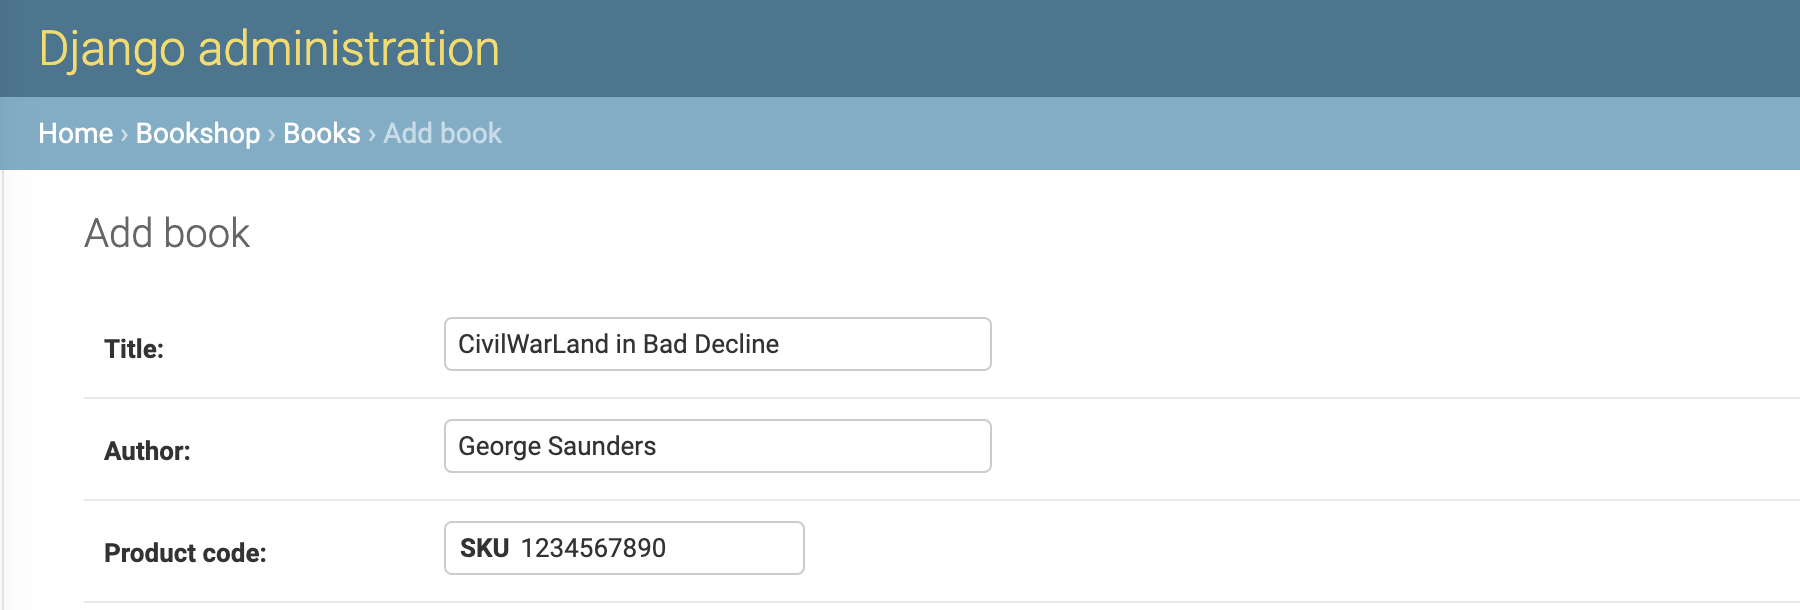 Django administration
Home › Bookshop › Books › Add book
Add book
Title: CivilWarLand in Bad Decline
Author: George Saunders
Product code: SKU 1234567890